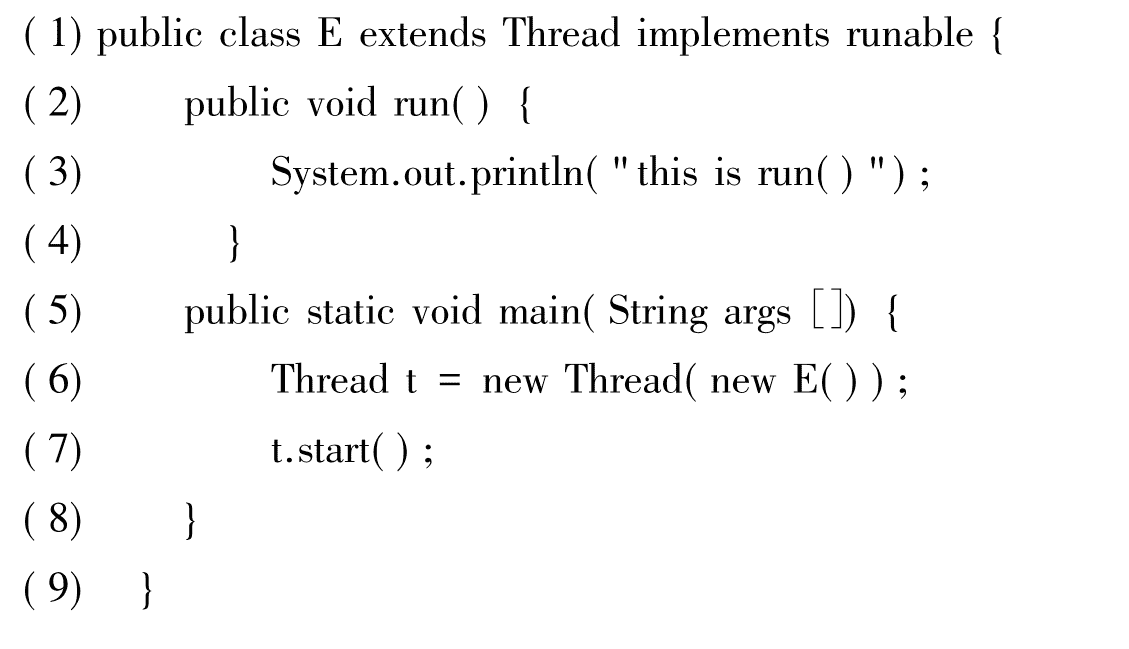 (1) public class E extends Thread implements runable {
(2) public void run() {
(3) System.out.println("this is run()");
(4) }
(5) public static void main(String args []) {
(6) Thread t = new Thread(new E());
(7) t.start();
(8) }
(9) }